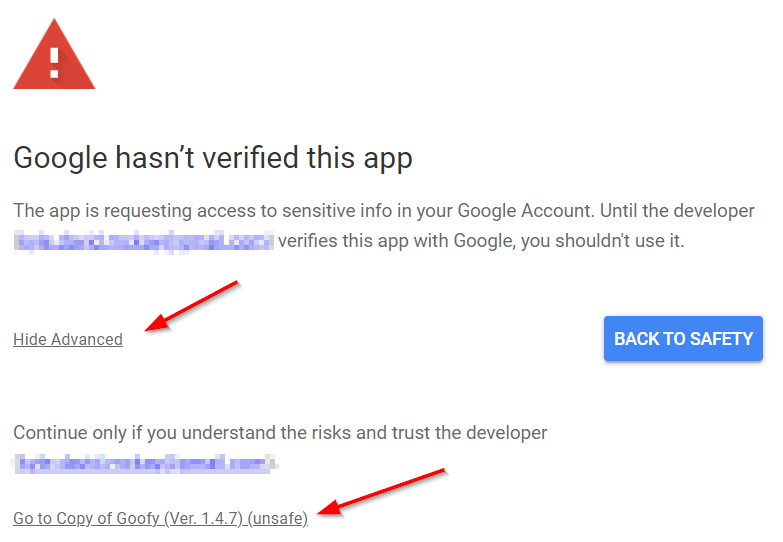 Google hasn’t verified this app
The app is requesting access to sensitive info in your Google Account. Until the developer
verifies this app with Google, you shouldn't use it.
Hide Advanced
BACK TO SAFETY
Continue only if you understand the risks and trust the developer
Go to Copy of Goofy (Ver. 1.4.7) (unsafe)